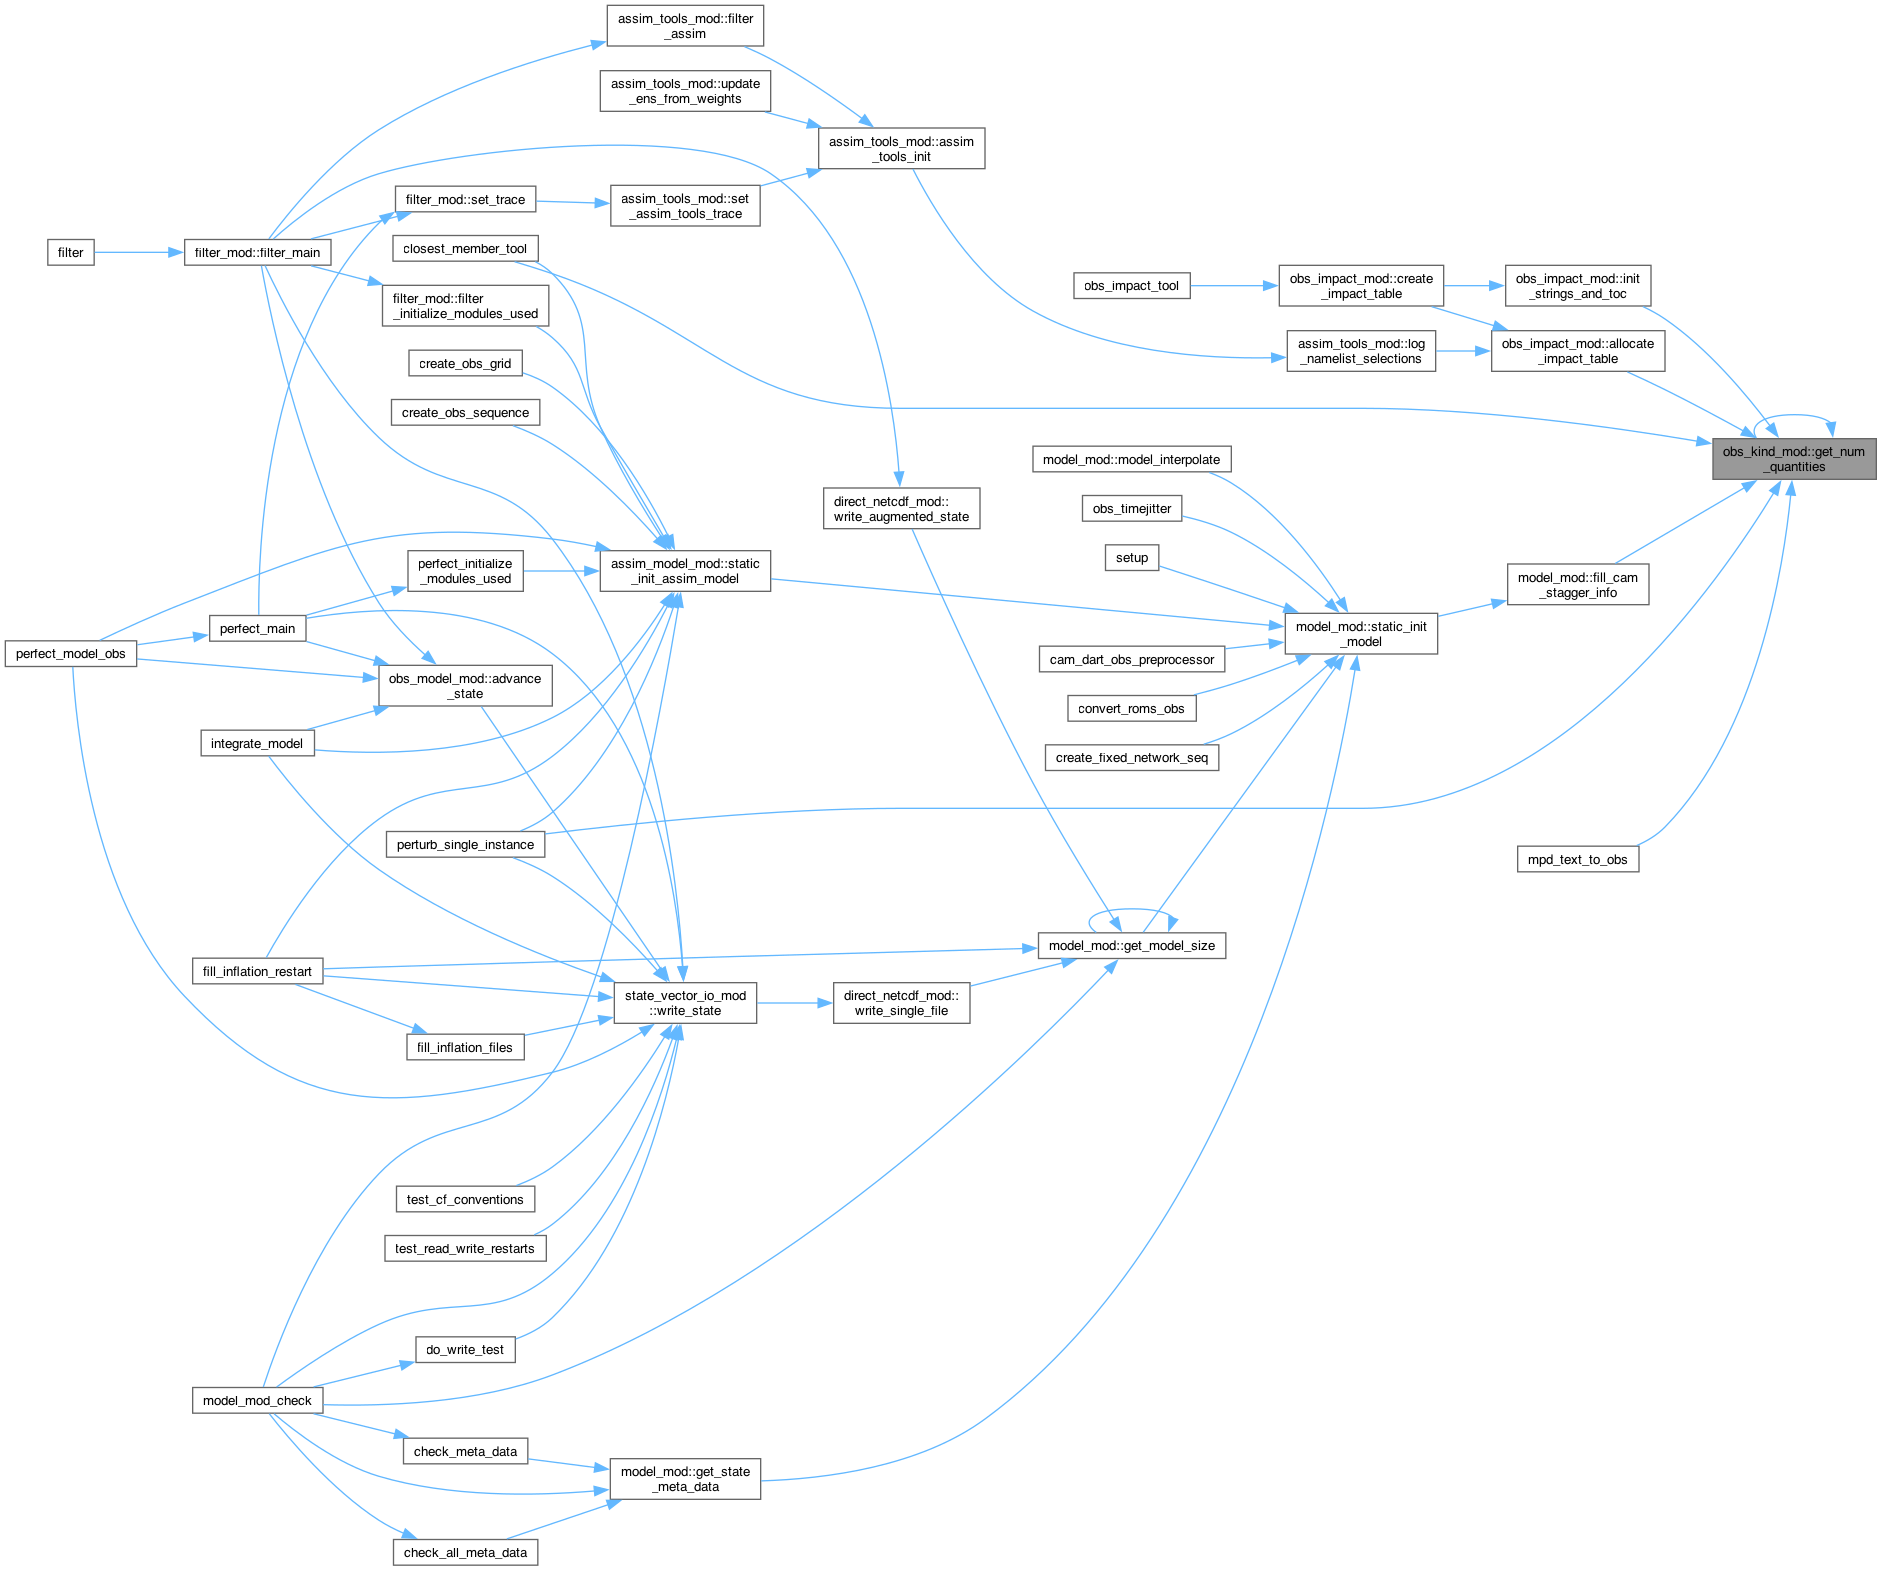 assim_tools_mod::filter
_assim
assim_tools_mod::update
_ens_from_weights
assim_tools_mod::assim
_tools_init
filter_mod::set_trace
assim_tools_mod::set
_assim_tools_trace
filter
filter_mod::filter_main
closest_member_tool
filter_mod::filter
_initialize_modules_used
obs_impact_tool
obs_impact_mod::create
_impact_table
obs_impact_mod::init
_strings_and_toc
create_obs_grid
assim_tools_mod::log
_namelist_selections
obs_impact_mod::allocate
_impact_table
create_obs_sequence
obs_kind_mod::get_num
_quantities
model_mod::model_interpolate
direct_netcdf_mod::
write_augmented_state
obs_timejitter
setup
perfect_initialize
_modules_used
assim_model_mod::static
_init_assim_model
model_mod::fill_cam
_stagger_info
perfect_main
model_mod::static_init
_model
perfect_model_obs
cam_dart_obs_preprocessor
obs_model_mod::advance
_state
convert_roms_obs
integrate_model
create_fixed_network_seq
perturb_single_instance
mpd_text_to_obs
model_mod::get_model_size
fill_inflation_restart
state_vector_io_mod
::write_state
direct_netcdf_mod::
write_single_file
fill_inflation_files
test_cf_conventions
test_read_write_restarts
do_write_test
model_mod_check
check_meta_data
model_mod::get_state
_meta_data
check_all_meta_data